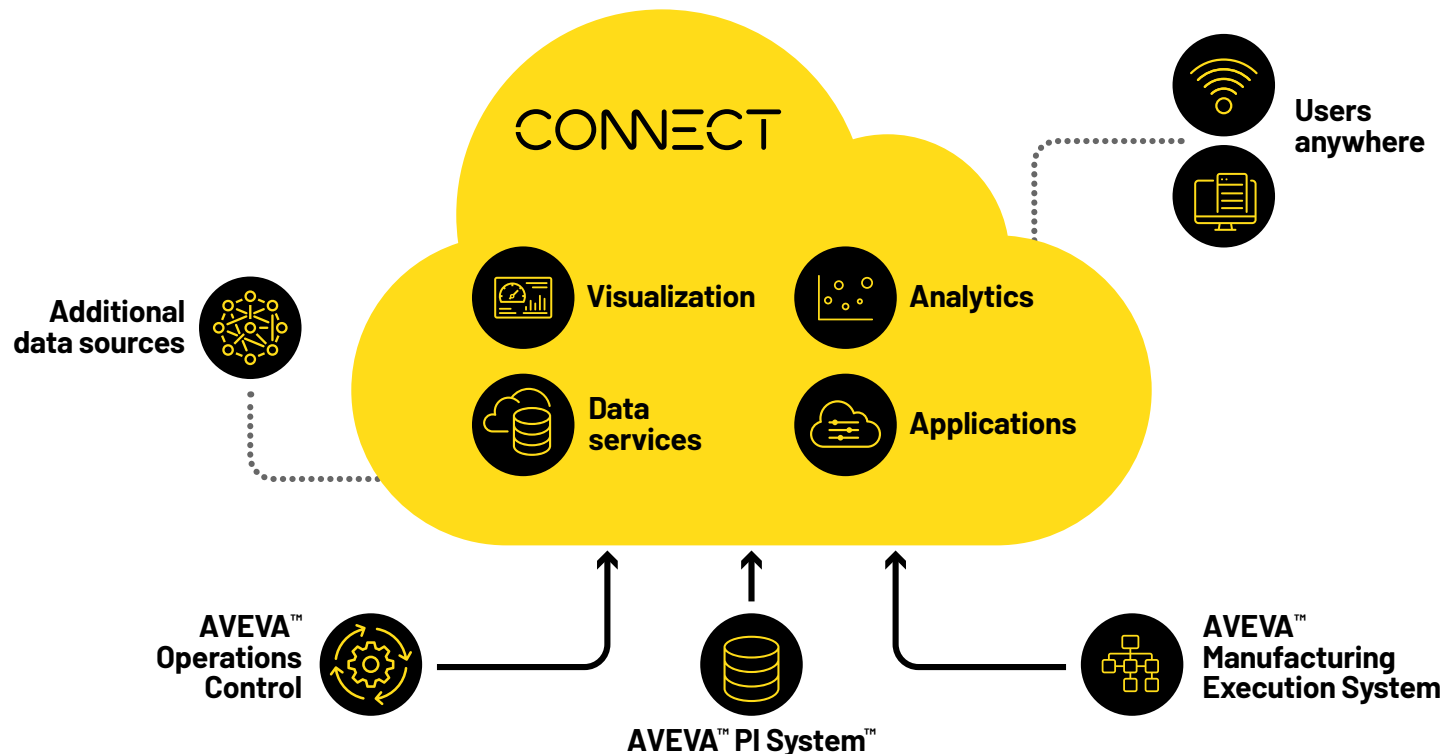 CONNECT
Users
anywhere
Visualization
Analytics
Additional
data sources
Data
services
Applications
AVEVA™
Operations
Control
AVEVA™ PI System™
AVEVA™
Manufacturing
Execution System